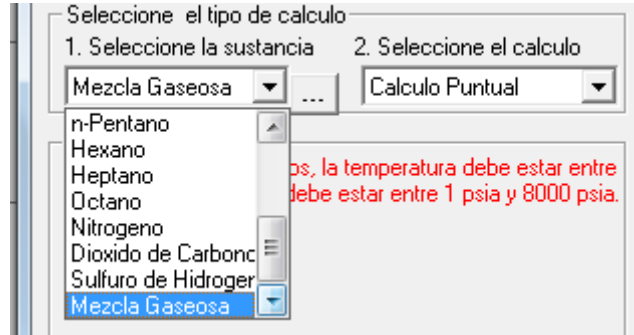 Seleccione el tipo de calculo
1. Seleccione la sustancia 2. Seleccione el calculo
Mezcla Gaseosa ... Calculo Puntual
n-Pentano
Hexano
os, la temperatura debe estar entre
Heptano
debe estar entre 1 psia y 8000 psia.
Octano
Nitrogeno
Dioxido de Carbono
Sulfuro de Hidroger
Mezcla Gaseosa